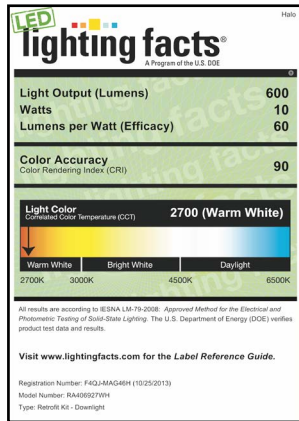 Halo
LED
lighting facts®
A Program of the U.S. DOE
Light Output (Lumens) 600
Watts 10
Lumens per Watt (Efficacy) 60
Color Accuracy
Color Rendering Index (CRI) 90
Light Color
Correlated Color Temperature (CCT) 2700 (Warm White)
Warm White Bright White Daylight
2700K 3000K 4500K 6500K
All results are according to IESNA LM-79-2008: Approved Method for the Electrical and
Photometric Testing of Solid-State Lighting. The U.S. Department of Energy (DOE) verifies
product test data and results.
Visit www.lightingfacts.com for the Label Reference Guide.
Registration Number: F4QJ-MAG46H (10/25/2013)
Model Number: RA406927WH
Type: Retrofit Kit - Downlight